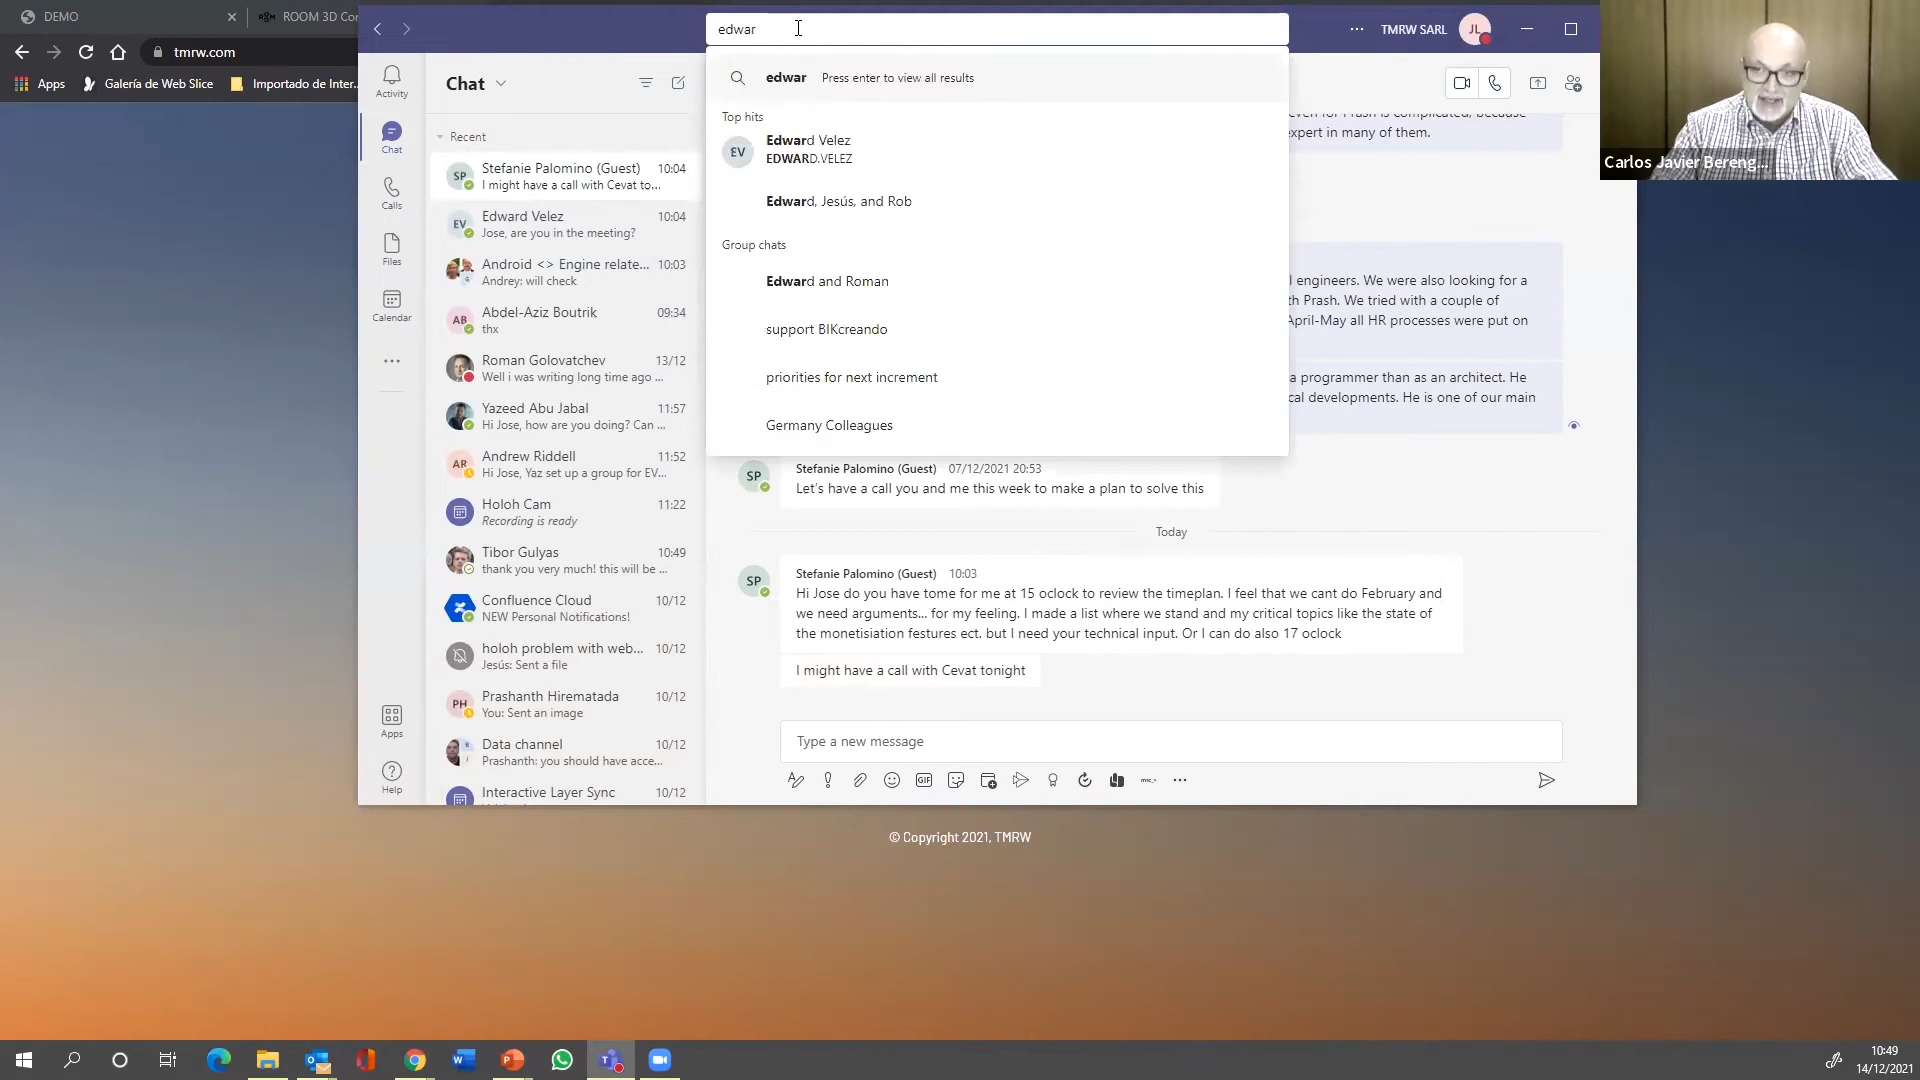 DEMO
ROOM 3D Co
edwar
TMRW SARL
JL
tmrw.com
Apps
Galería de Web Slice
Importado de Inter..
Activity
Chat
Calls
Files
Calendar
Apps
Help
Chat
Recent
SP
Stefanie Palomino (Guest) 10:04
I might have a call with Cevat to...
EV
Edward Velez 10:04
Jose, are you in the meeting?
Android <> Engine relate... 10:03
Andrey: will check
AB
Abdel-Aziz Boutrik 09:34
thx
Roman Golovatchev 13/12
Well i was writing long time ago ...
Yazeed Abu Jabal 11:57
Hi Jose, how are you doing? Can ...
AR
Andrew Riddell 11:52
Hi Jose, Yaz set up a group for EV...
Holoh Cam 11:22
Recording is ready
Tibor Gulyas 10:49
thank you very much! this will be ...
Confluence Cloud 10/12
NEW Personal Notifications!
holoh problem with web... 10/12
Jesús: Sent a file
PH
Prashanth Hirematada 10/12
You: Sent an image
Data channel 10/12
Prashanth: you should have acce...
Interactive Layer Sync 10/12
edwar Press enter to view all results
Top hits
EV
Edward Velez
EDWARD.VELEZ
Edward, Jesús, and Rob
Group chats
Edward and Roman
support BIKcreando
priorities for next increment
Germany Colleagues
even for Prash is complicated, because
xpert in many of them.
l engineers. We were also looking for a
th Prash. We tried with a couple of
April-May all HR processes were put on
a programmer than as an architect. He
cal developments. He is one of our main
SP
Stefanie Palomino (Guest) 07/12/2021 20:53
Let's have a call you and me this week to make a plan to solve this
Today
SP
Stefanie Palomino (Guest) 10:03
Hi Jose do you have tome for me at 15 oclock to review the timeplan. I feel that we cant do February and
we need arguments... for my feeling. I made a list where we stand and my critical topics like the state of
the monetisiation festures ect. but I need your technical input. Or I can do also 17 oclock
I might have a call with Cevat tonight
Type a new message
GIF
Carlos Javier Bereng...
© Copyright 2021, TMRW
10:49
14/12/2021